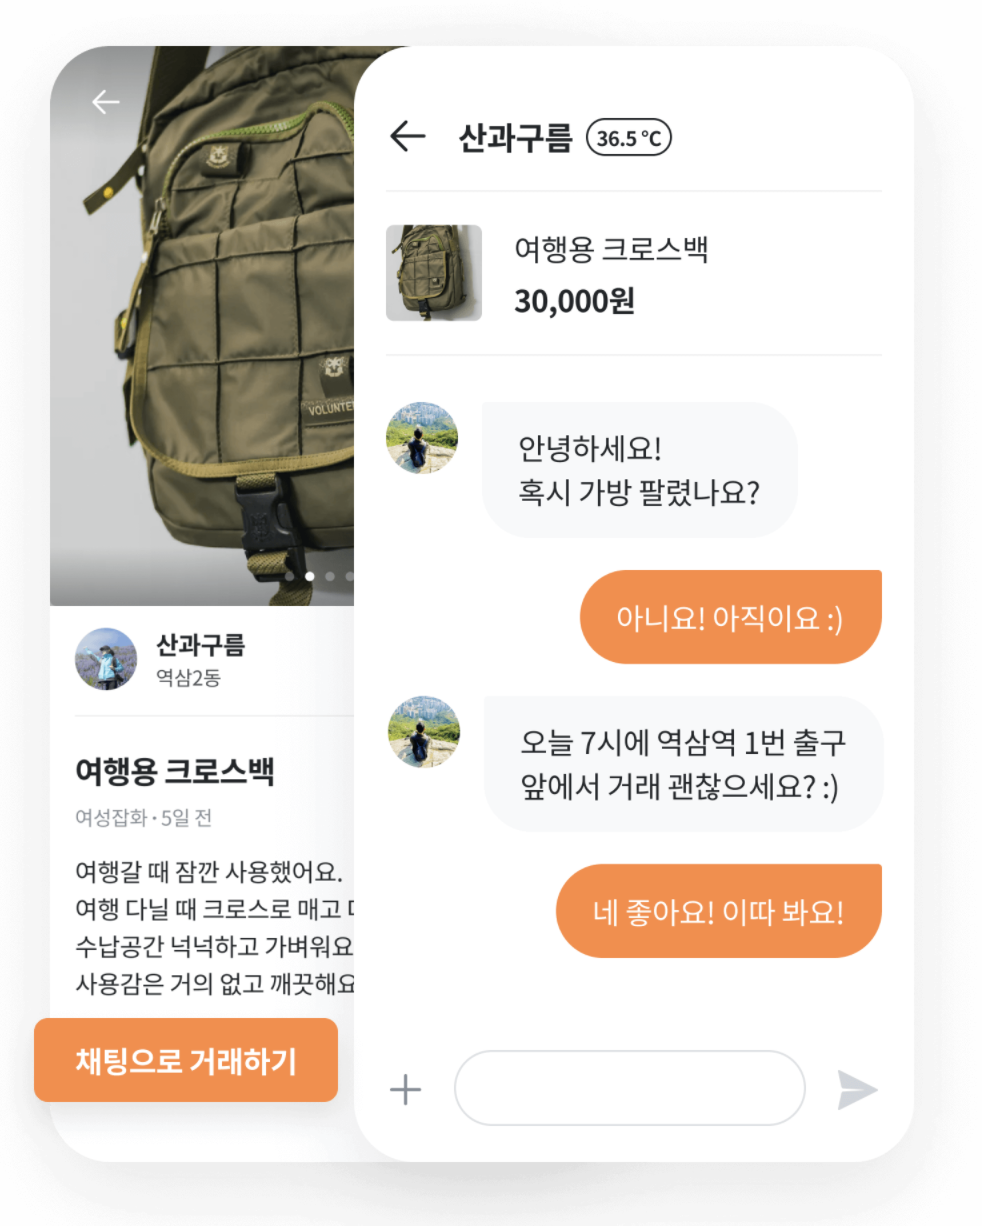 산과구름 36.5 °C
여행용 크로스백
30,000원
안녕하세요!
혹시 가방 팔렸나요?
아니요! 아직이요 :)
오늘 7시에 역삼역 1번 출구
앞에서 거래 괜찮으세요? :)
네 좋아요! 이따 봐요!
산과구름
역삼2동
여행용 크로스백
여성잡화 · 5일 전
여행갈 때 잠깐 사용했어요.
여행 다닐 때 크로스로 매고
수납공간 넉넉하고 가벼워요
사용감은 거의 없고 깨끗해요
채팅으로 거래하기